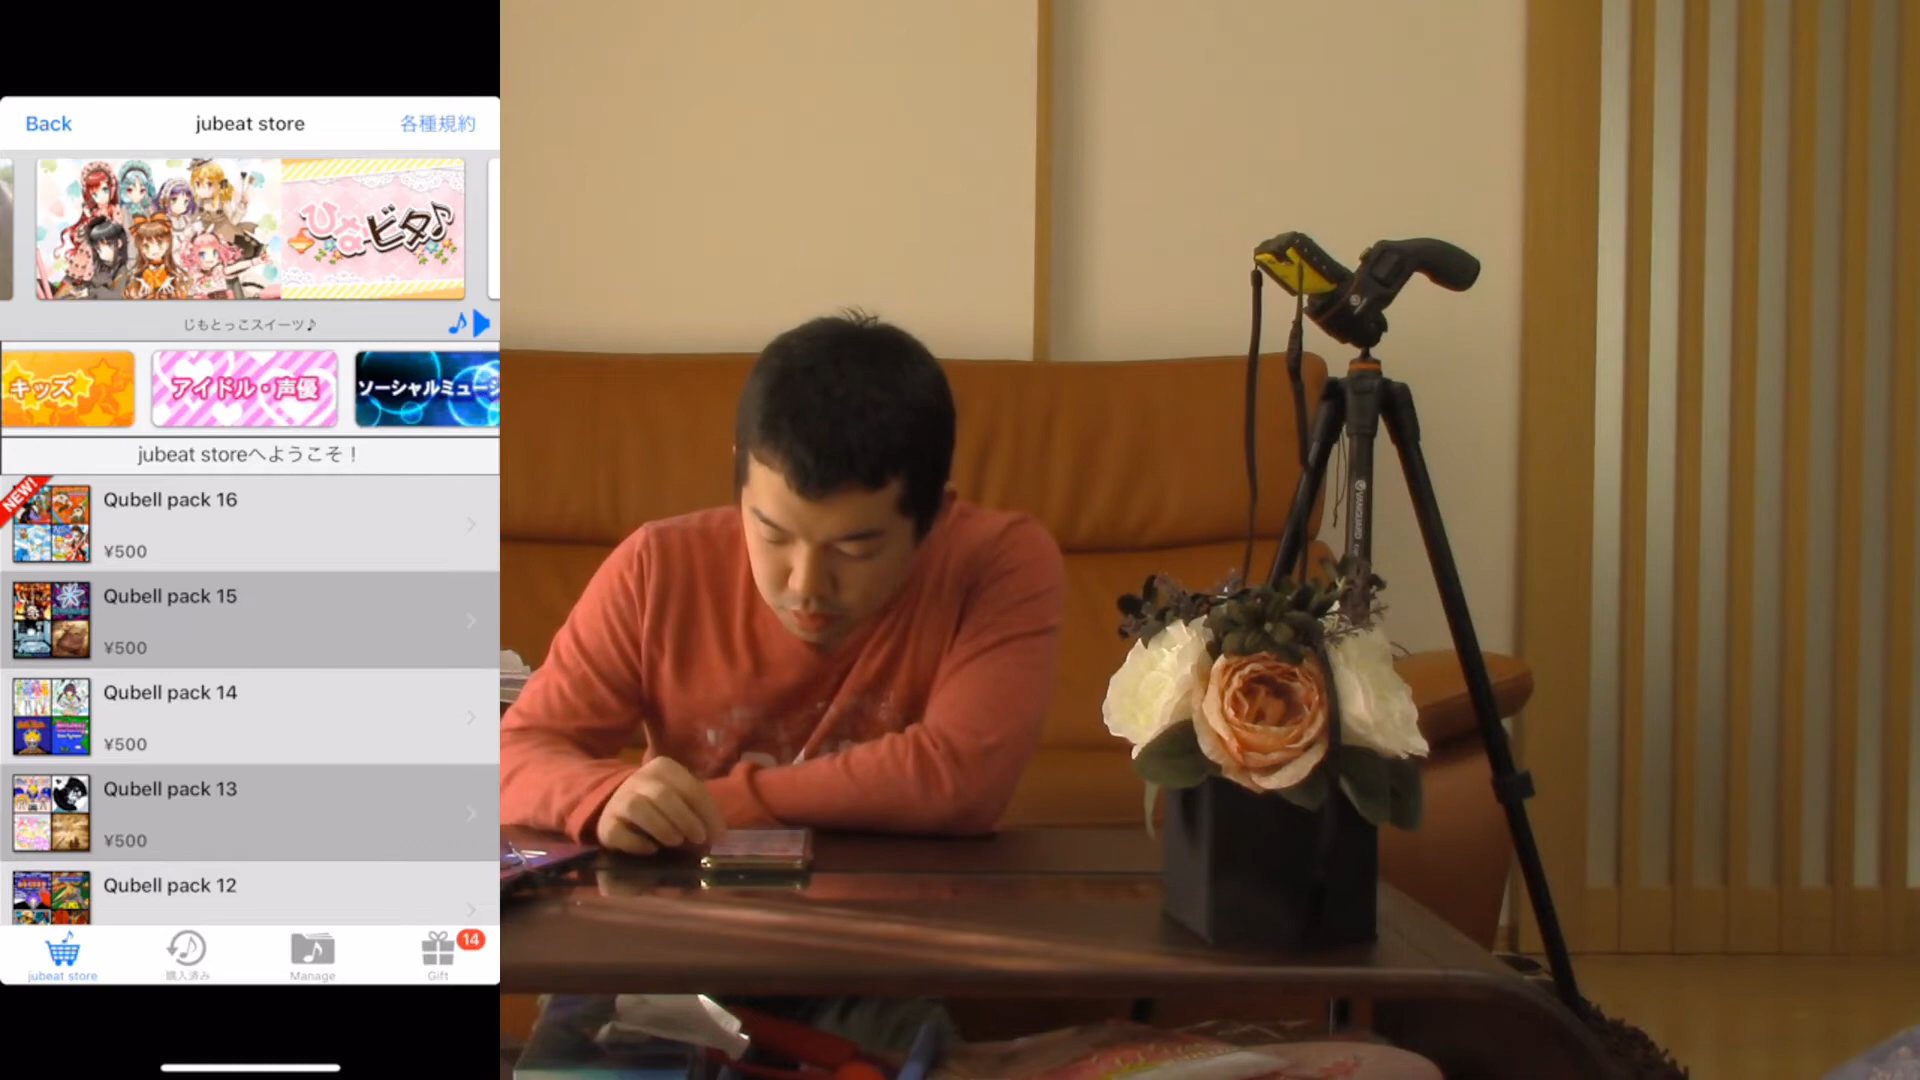 Back
jubeat store
各種規約
ひなビタ♪
じもとっこスイーツ♪
キッズ
アイドル・声優
ソーシャルミュージ
jubeat storeへようこそ！
NEW!
Qubell pack 16
¥500
Qubell pack 15
¥500
Qubell pack 14
¥500
Qubell pack 13
¥500
Qubell pack 12
jubeat store
購入済み
Manage
Gift
14
VANGUARD